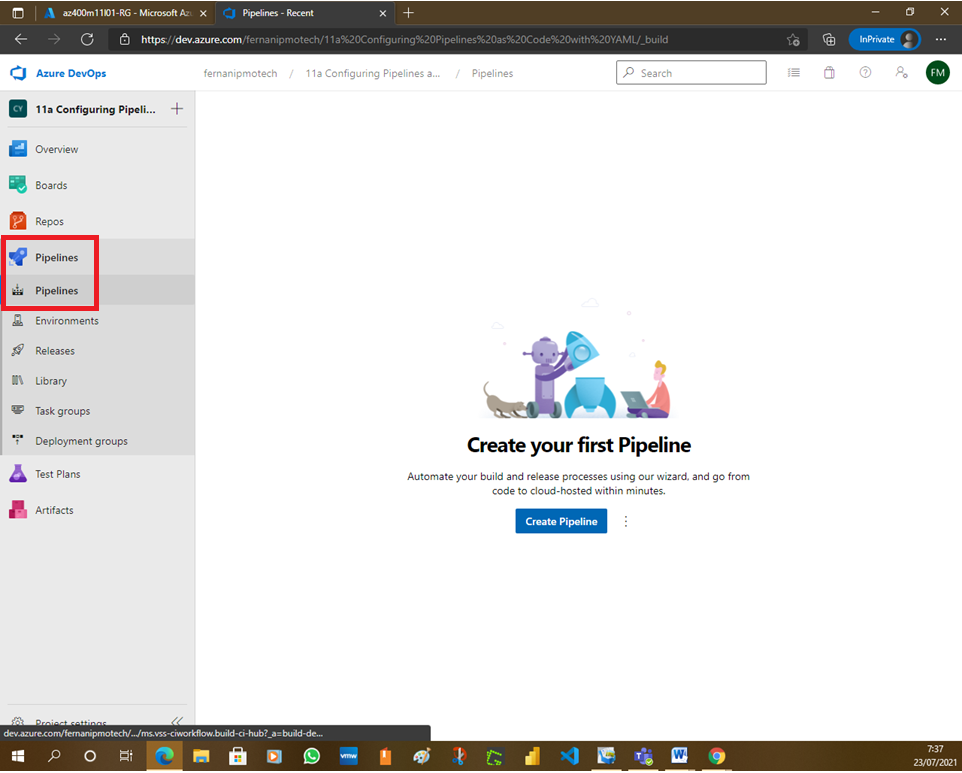 az400m11l01-RG - Microsoft Az
Pipelines - Recent
https://dev.azure.com/fernanipmotech/11a%20Configuring%20Pipelines%20as%20Code%20with%20YAML/_build
InPrivate
Azure DevOps
fernanipmotech / 11a Configuring Pipelines a... / Pipelines
Search
FM
CY
11a Configuring Pipeli...
Overview
Boards
Repos
Pipelines
Pipelines
Environments
Releases
Library
Task groups
Deployment groups
Test Plans
Artifacts
Create your first Pipeline
Automate your build and release processes using our wizard, and go from
code to cloud-hosted within minutes.
Create Pipeline
Project settings
dev.azure.com/fernanipmotech/.../ms.vss-ciworkflow.build-ci-hub?_a=build-de...
vmw
7:37
23/07/2021